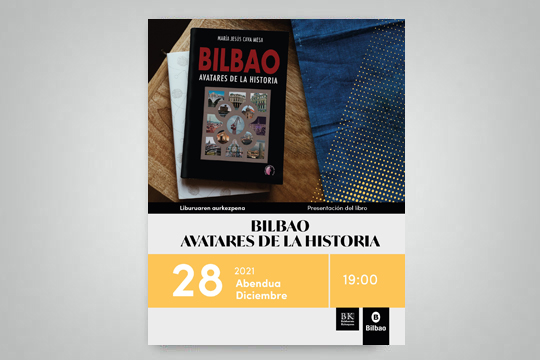 MARÍA JESÚS CAVA MESA
BILBAO
AVATARES DE LA HISTORIA
Liburuaren aurkezpena
Presentación del libro
BILBAO
AVATARES DE LA HISTORIA
28
2021
Abendua
Diciembre
19:00
BK
B
Bilbao